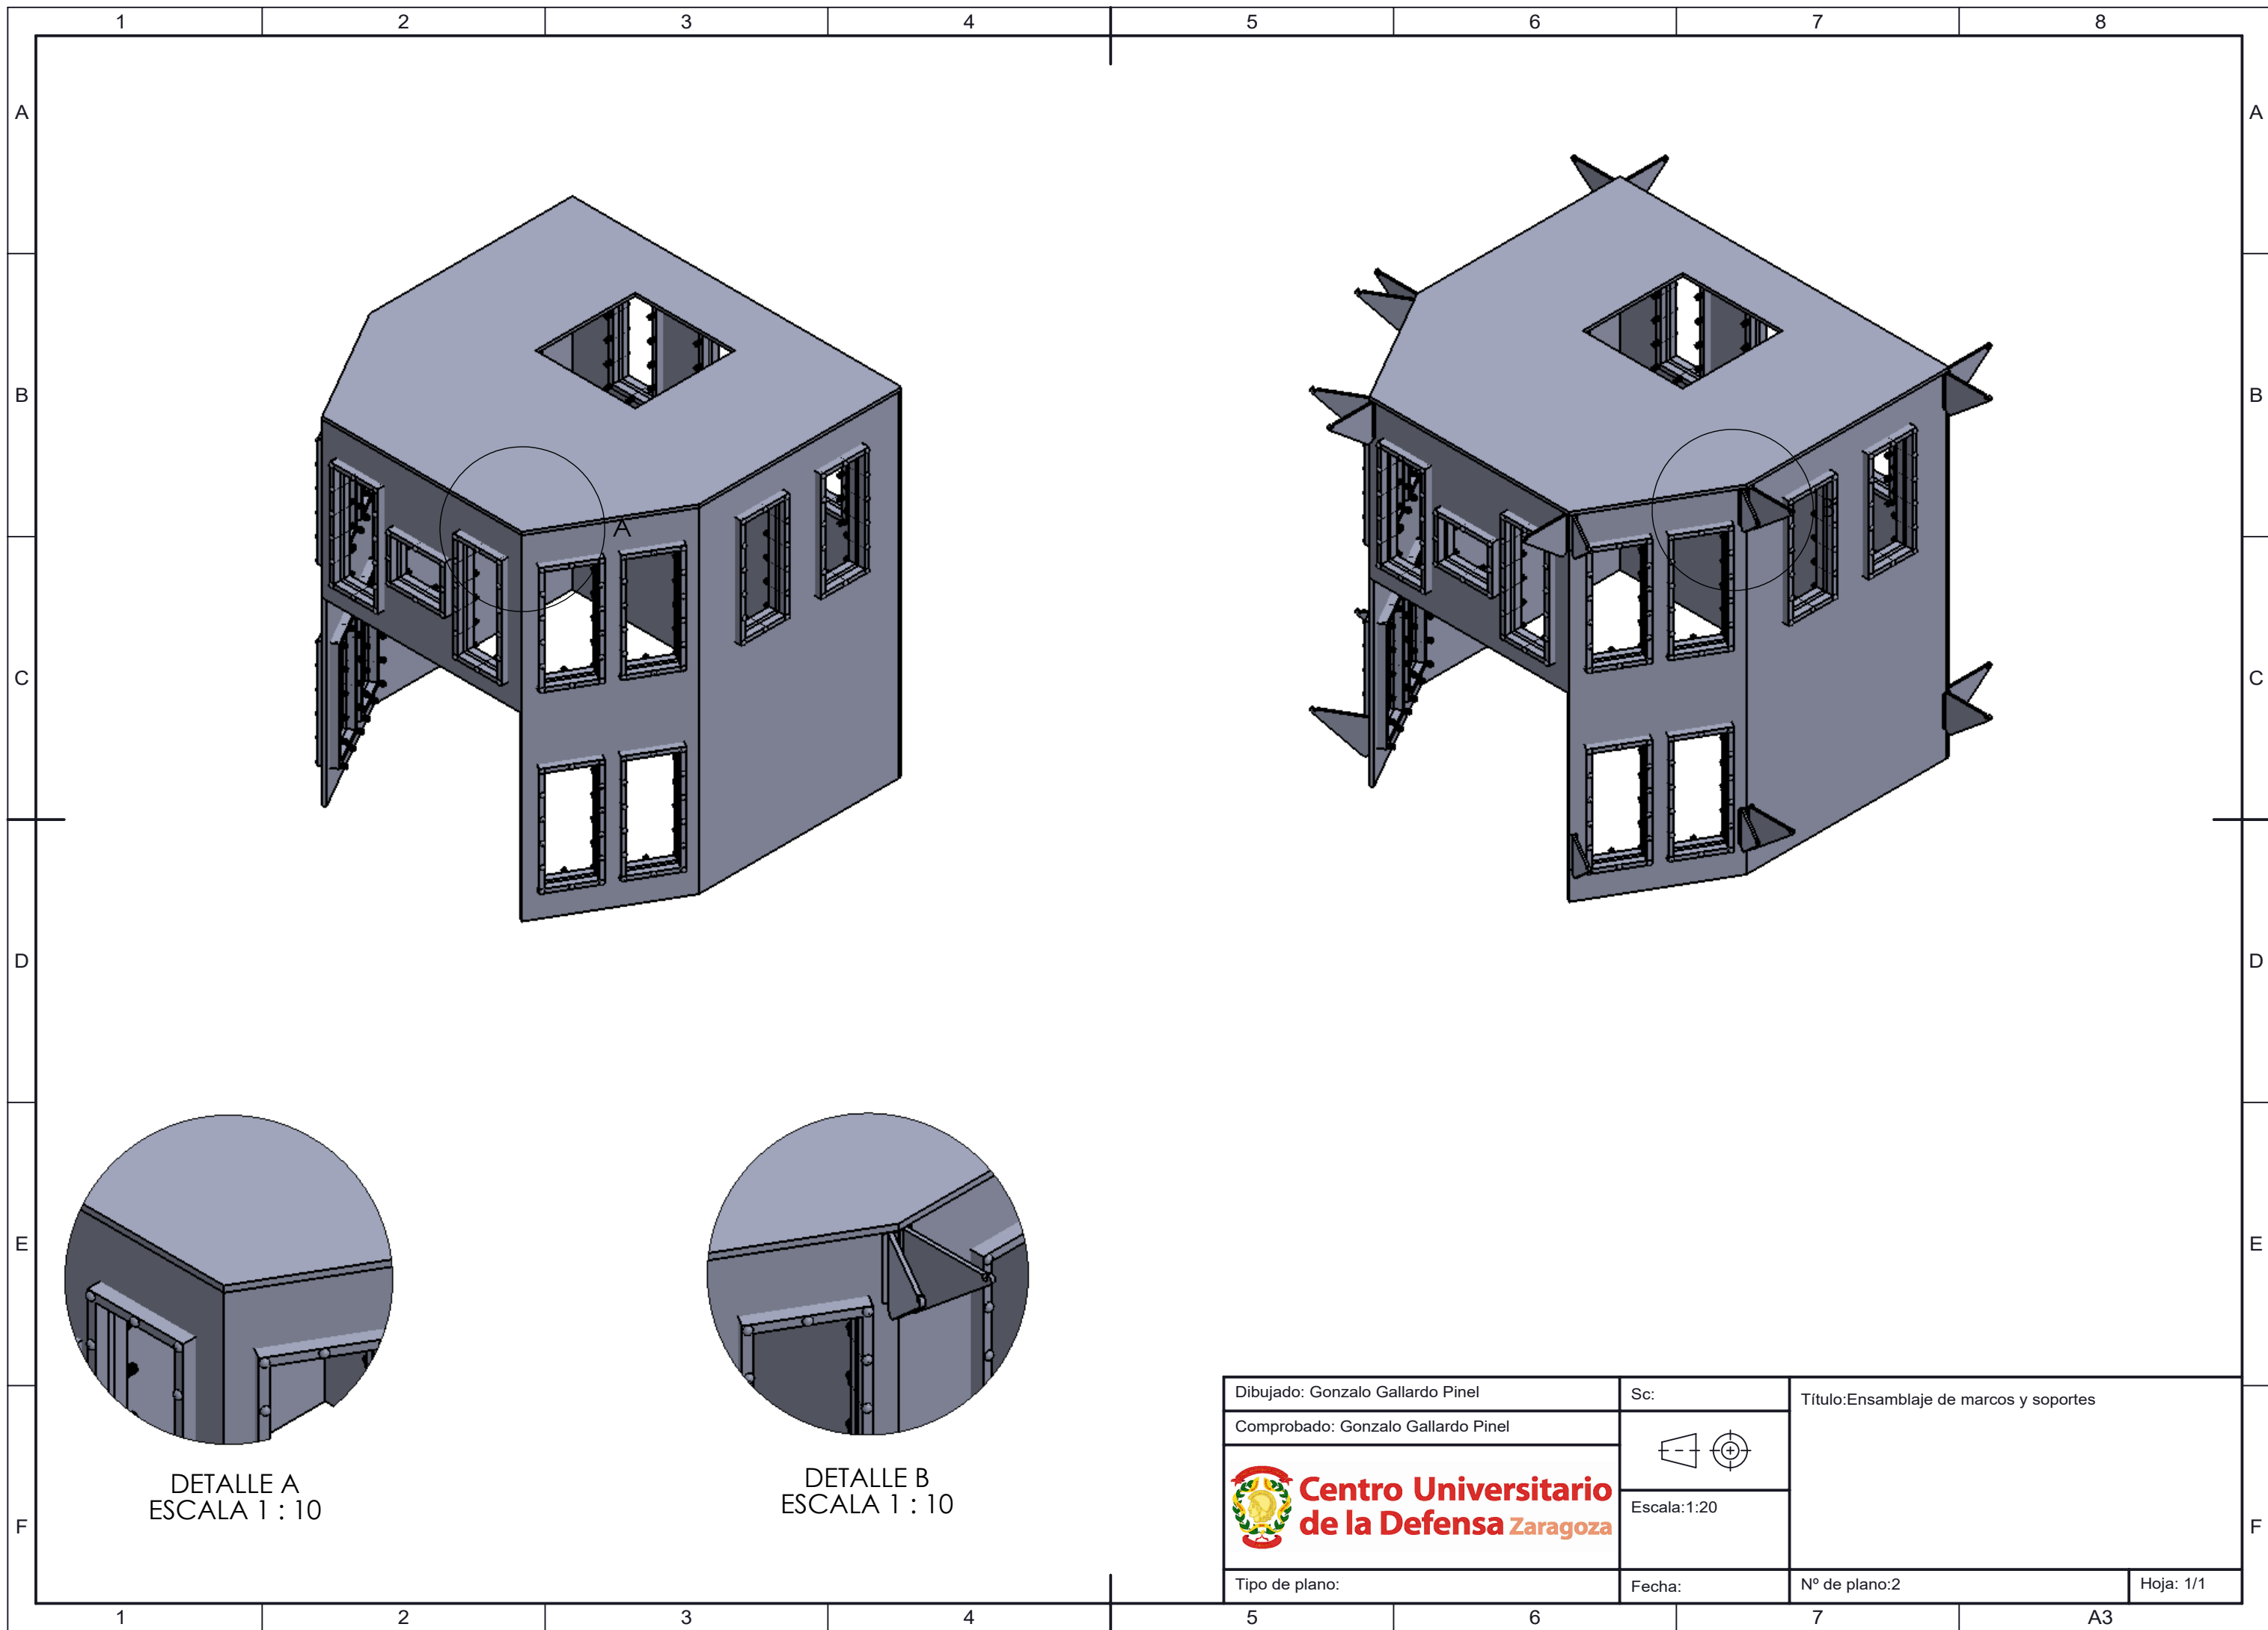 1 2 3 4 5 6 7 8
A A
B B
A
C C
D D
E E
F F
DETALLE A
ESCALA 1 : 10
DETALLE B
ESCALA 1 : 10
Dibujado: Gonzalo Gallardo Pinel
Sc:
Título:Ensamblaje de marcos y soportes
Comprobado: Gonzalo Gallardo Pinel
Centro Universitario
de la Defensa Zaragoza
Escala:1:20
Tipo de plano:
Fecha:
Nº de plano:2
Hoja: 1/1
1 2 3 4 5 6 7 A3